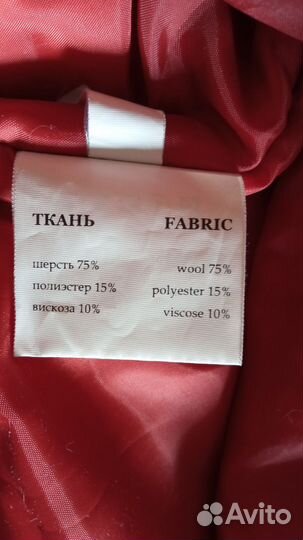 ТКАНЬ FABRIC
шерсть 75% wool 75%
полиэстер 15% polyester 15%
вискоза 10% viscose 10%
Avito